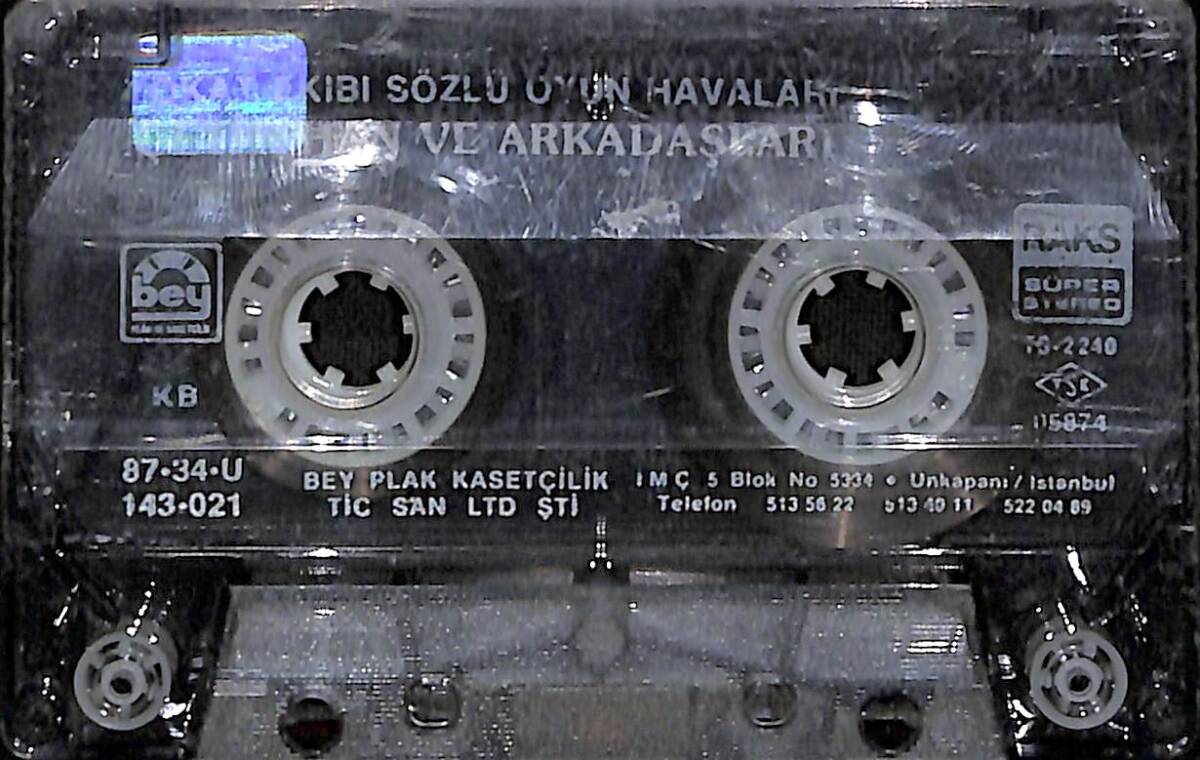 EKİBİ SÖZLÜ OYUN HAVALARI
VE ARKADAŞLARI
bey
RAKS
SÜPER
STEREO
TS-2240
TSE
KB
05874
87•34•U
143•021
BEY PLAK KASETÇİLİK
TİC SAN LTD ŞTİ
İ M Ç 5 Blok No 5334 • Unkapanı / İstanbul
Telefon 513 56 22 513 40 11 522 04 89